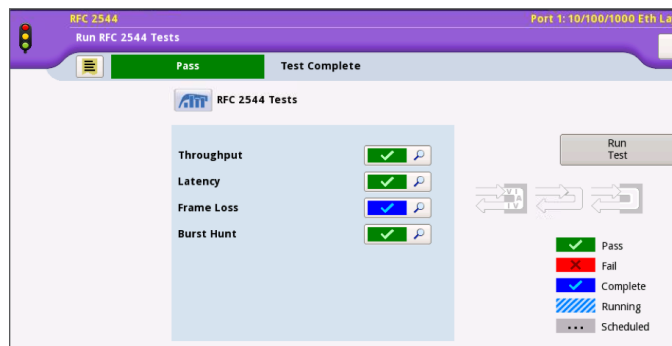 RFC 2544
Port 1: 10/100/1000 Eth La
Run RFC 2544 Tests
Pass
Test Complete
RFC 2544 Tests
Throughput
Latency
Frame Loss
Burst Hunt
Run
Test
Pass
Fail
Complete
Running
Scheduled